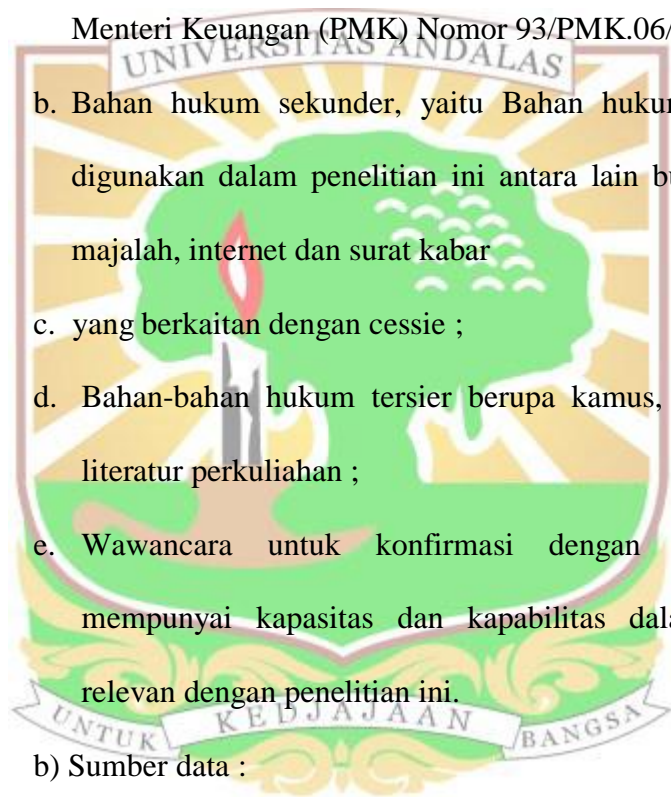 Menteri Keuangan (PMK) Nomor 93/PMK.06/
UNIVERSITAS ANDALAS
b. Bahan hukum sekunder, yaitu Bahan hukum
digunakan dalam penelitian ini antara lain
majalah, internet dan surat kabar
c. yang berkaitan dengan cessie ;
d. Bahan-bahan hukum tersier berupa kamus,
literatur perkuliahan ;
e. Wawancara untuk konfirmasi dengan
mempunyai kapasitas dan kapabilitas
relevan dengan penelitian ini.
UNTUK KEDJAJAAN BANGSA
b) Sumber data :